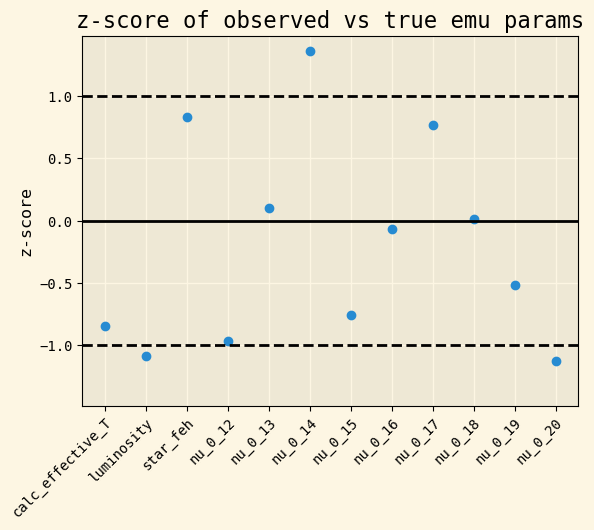 z-score of observed vs true emu params
z-score
1.0
0.5
0.0
−0.5
−1.0
calc_effective_T
luminosity
star_feh
nu_0_12
nu_0_13
nu_0_14
nu_0_15
nu_0_16
nu_0_17
nu_0_18
nu_0_19
nu_0_20